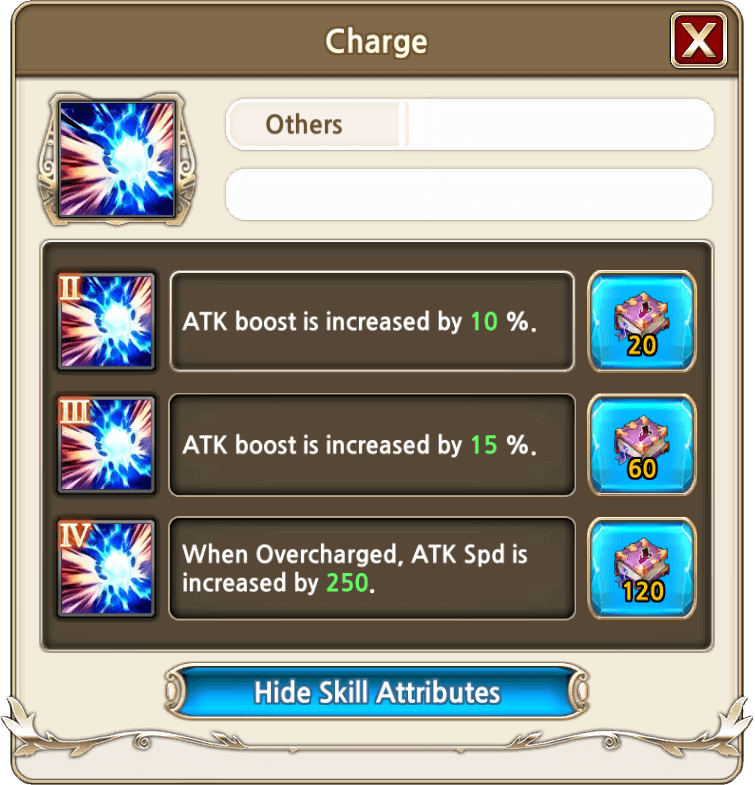 Charge
X
Others
II
ATK boost is increased by 10 %.
20
III
ATK boost is increased by 15 %.
60
IV
When Overcharged, ATK Spd is
increased by 250.
120
Hide Skill Attributes